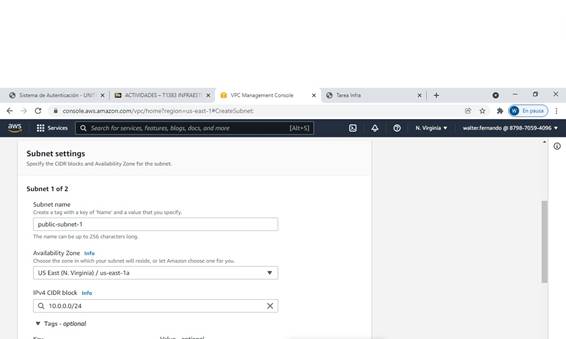 Sistema de Autenticación - UNIT
ACTIVIDADES – T1383 INFRAEST
VPC Management Console
Tarea Infra
console.aws.amazon.com/vpc/home?region=us-east-1#CreateSubnet:
W En pausa
aws
Services
Search for services, features, blogs, docs, and more
[Alt+S]
N. Virginia
walter.fernando @ 8798-7059-4096
Subnet settings
Specify the CIDR blocks and Availability Zone for the subnet.
Subnet 1 of 2
Subnet name
Create a tag with a key of 'Name' and a value that you specify.
public-subnet-1
The name can be up to 256 characters long.
Availability Zone Info
Choose the zone in which your subnet will reside, or let Amazon choose one for you.
US East (N. Virginia) / us-east-1a
IPv4 CIDR block Info
10.0.0.0/24
Tags - optional